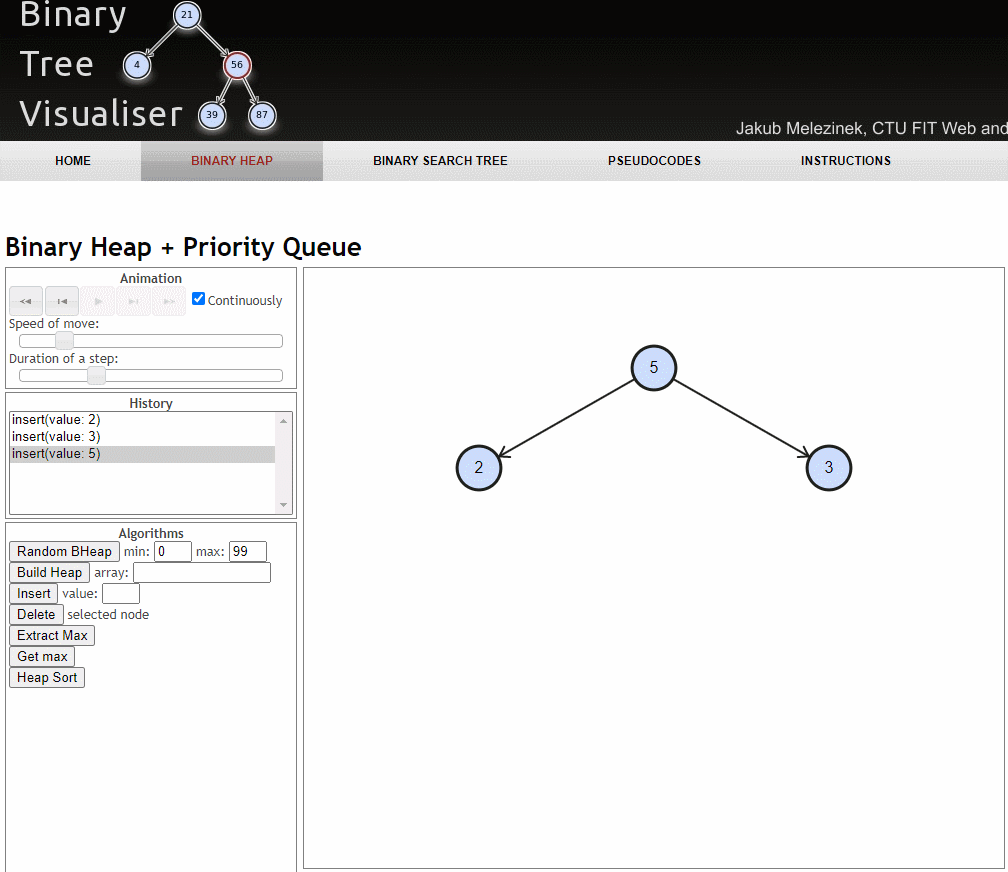 Binary
Tree
Visualiser
21
4
56
39
87
Jakub Melezinek, CTU FIT Web and
HOME
BINARY HEAP
BINARY SEARCH TREE
PSEUDOCODES
INSTRUCTIONS
Binary Heap + Priority Queue
Animation
Continuously
Speed of move:
Duration of a step:
History
insert(value: 2)
insert(value: 3)
insert(value: 5)
Algorithms
Random BHeap min: 0 max: 99
Build Heap array:
Insert value:
Delete selected node
Extract Max
Get max
Heap Sort
5
2
3